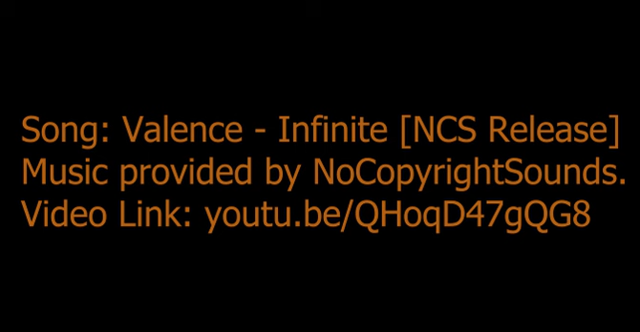 Song: Valence - Infinite [NCS Release]
Music provided by NoCopyrightSounds.
Video Link: youtu.be/QHoqD47gQG8